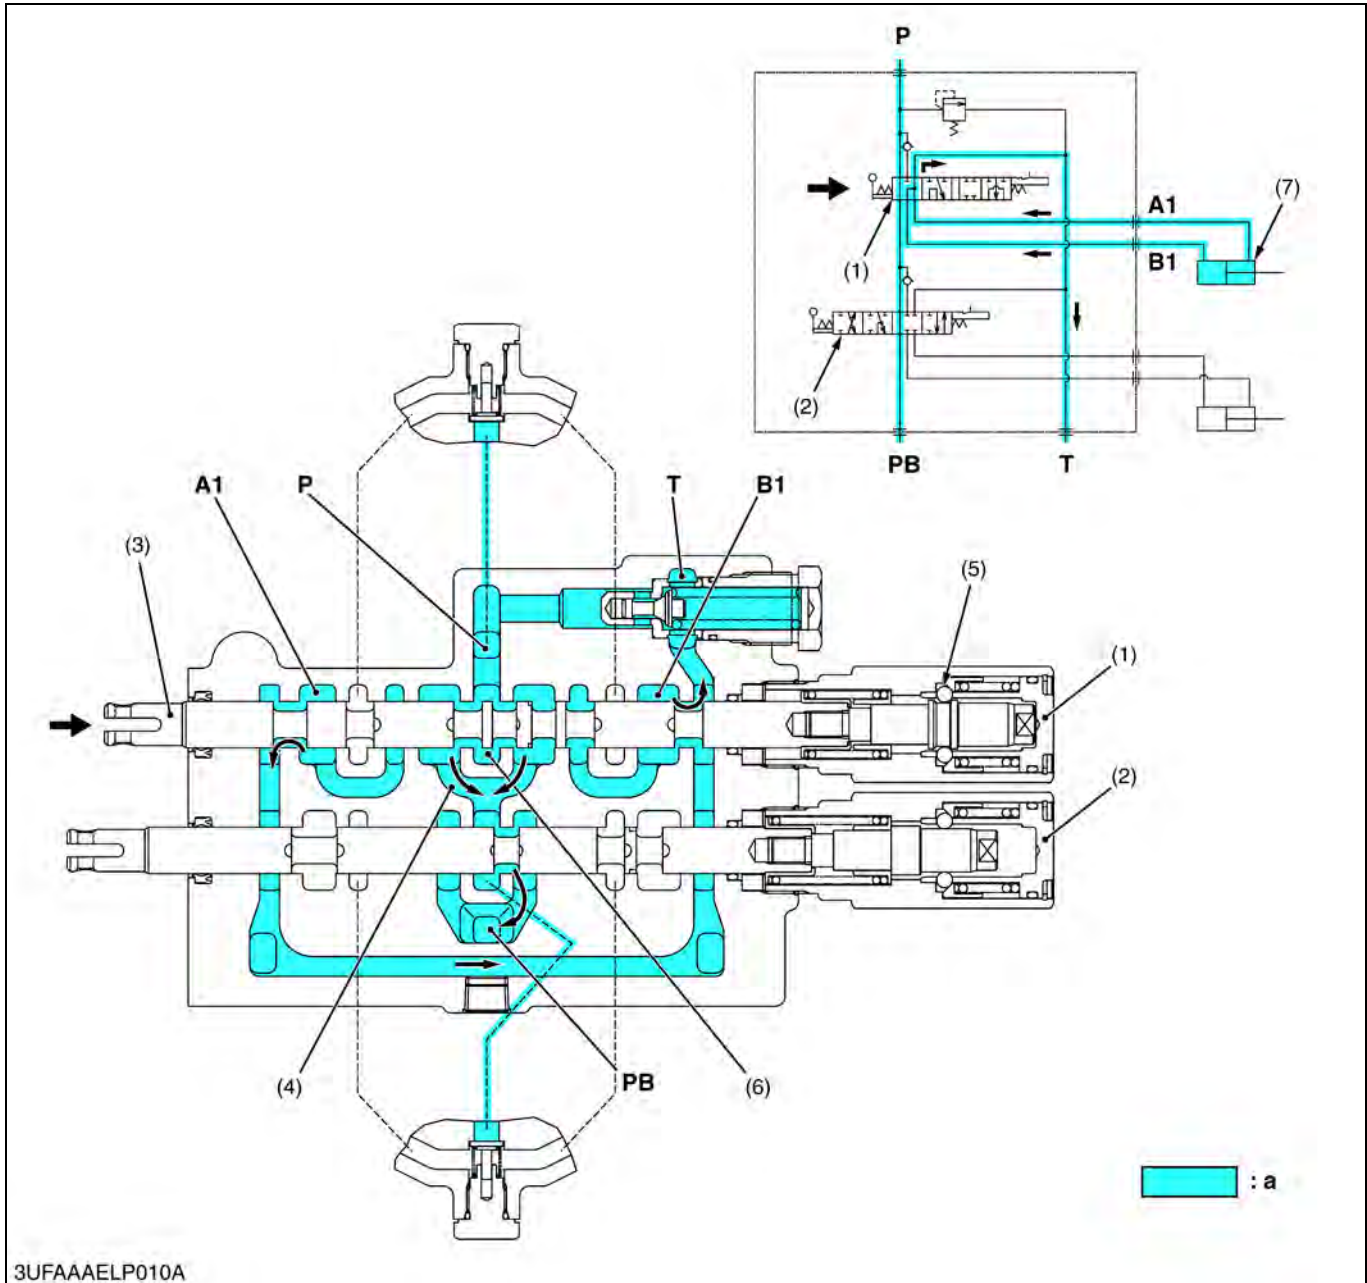 P
A1
(7)
B1
(1)
(2)
PB T
A1 P T B1
(3)
(5)
(1)
(2)
(4)
PB
(6)
: a
3UFAAAELP010A